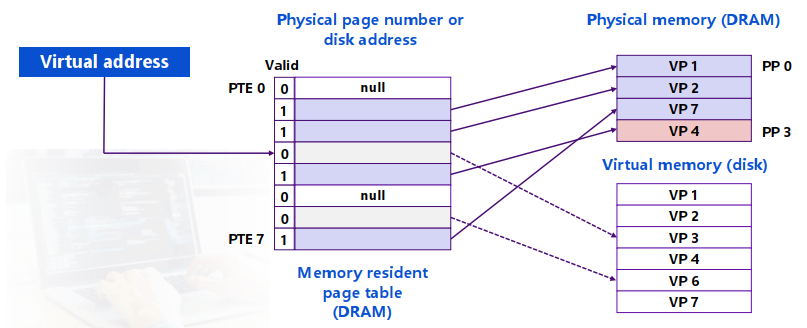 Physical page number or
disk address
Physical memory (DRAM)
Virtual address
Valid
PTE 0
0
null
1
1
0
1
0
null
0
PTE 7
1
VP 1
PP 0
VP 2
VP 7
VP 4
PP 3
Virtual memory (disk)
VP 1
VP 2
VP 3
VP 4
VP 6
VP 7
Memory resident
page table
(DRAM)